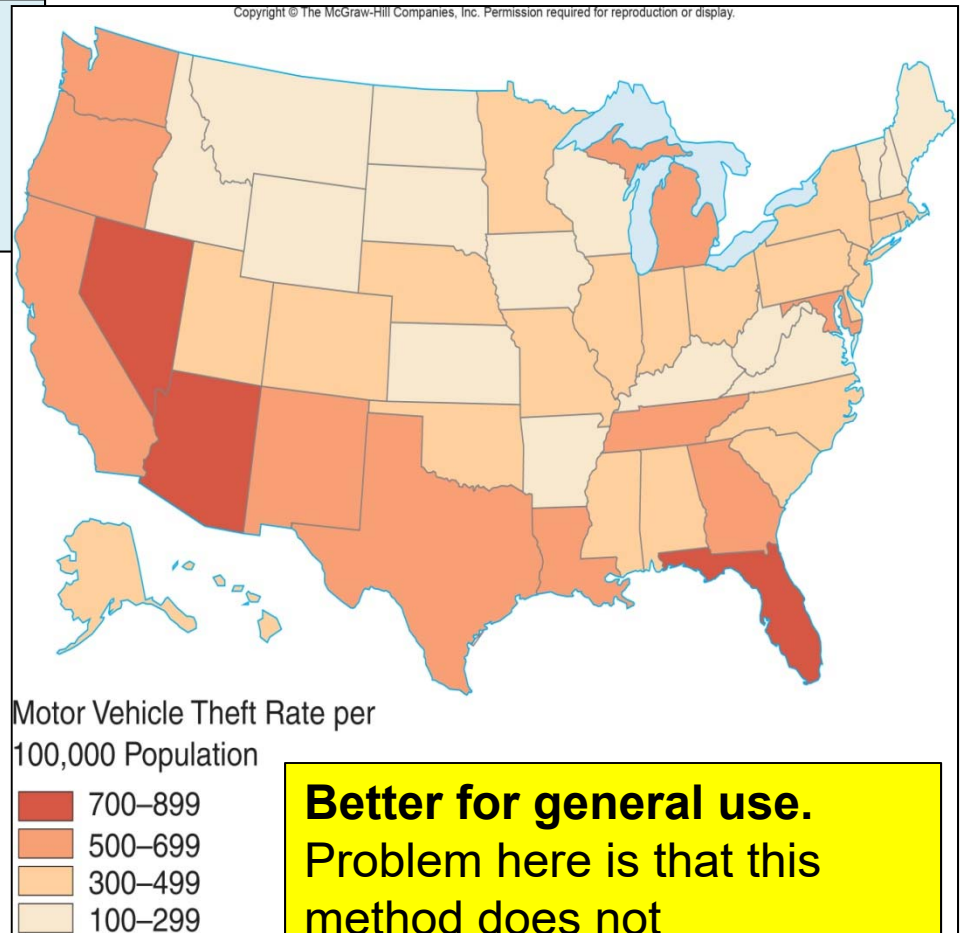 Copyright © The McGraw-Hill Companies, Inc. Permission required for reproduction or display.
Motor Vehicle Theft Rate per
100,000 Population
700–899
500–699
300–499
100–299
Better for general use.
Problem here is that this
method does not